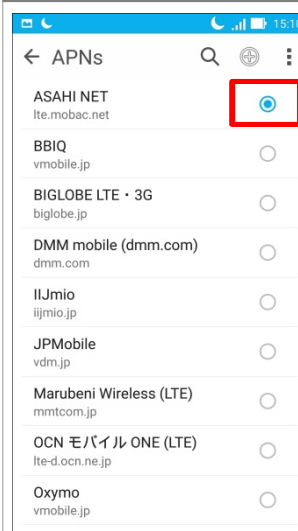 15:10
APNs
ASAHI NET
lte.mobac.net
BBIQ
vmobile.jp
BIGLOBE LTE・3G
biglobe.jp
DMM mobile (dmm.com)
dmm.com
IIJmio
iijmio.jp
JPMobile
vdm.jp
Marubeni Wireless (LTE)
mmtcom.jp
OCN モバイル ONE (LTE)
lte-d.ocn.ne.jp
Oxymo
vmobile.jp